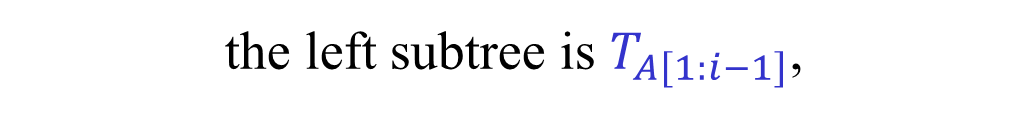 the left subtree is $T_{A[1:i-1]}$,